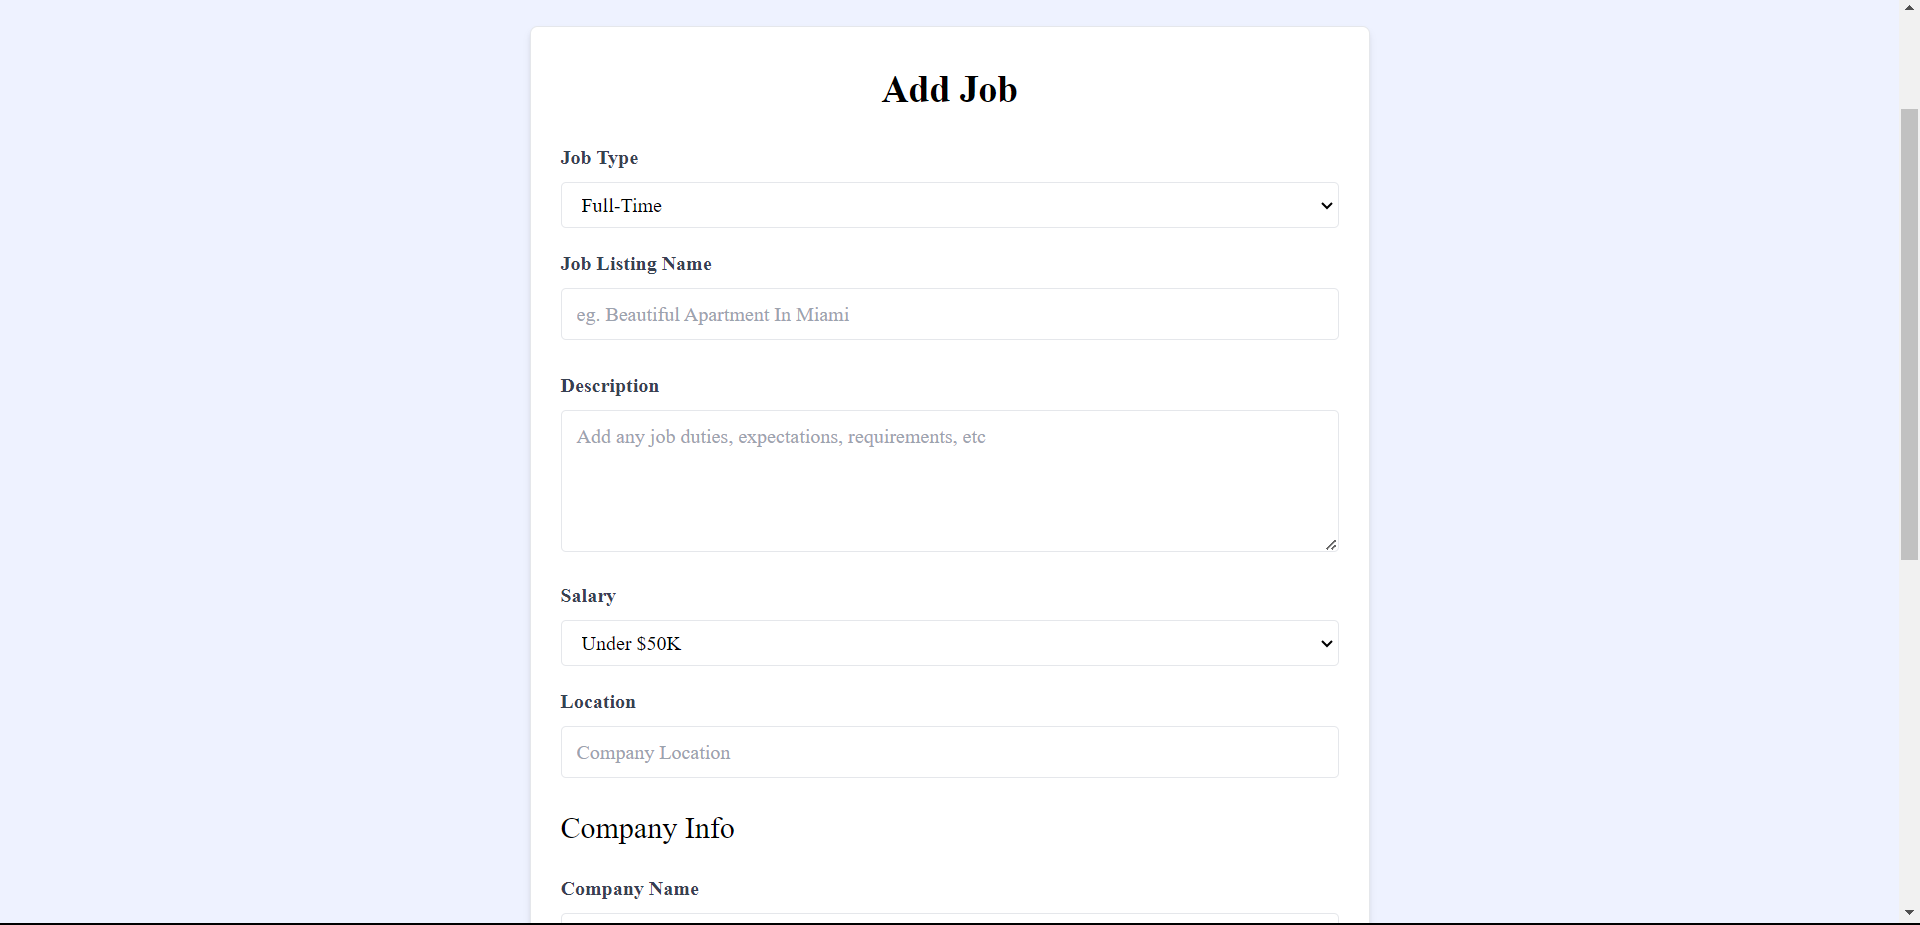 Add Job
Job Type
Full-Time
Job Listing Name
eg. Beautiful Apartment In Miami
Description
Add any job duties, expectations, requirements, etc
Salary
Under $50K
Location
Company Location
Company Info
Company Name